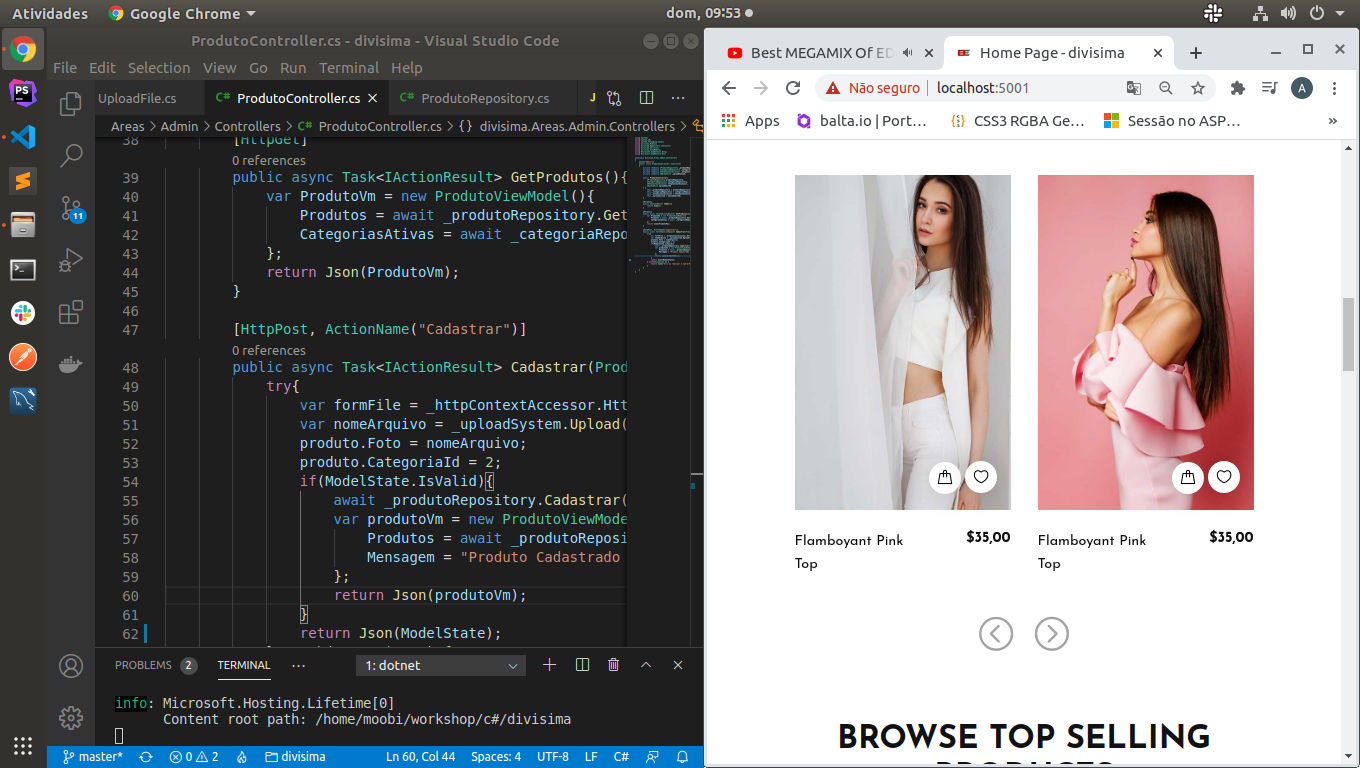 Atividades
Google Chrome
dom, 09:53
ProdutoController.cs - divisima - Visual Studio Code
File Edit Selection View Go Run Terminal Help
UploadFile.cs
C# ProdutoController.cs
C# ProdutoRepository.cs
Areas > Admin > Controllers > C# ProdutoController.cs > {} divisima.Areas.Admin.Controllers >
38 [HttpGet]
0 references
39 public async Task<IActionResult> GetProdutos(){
40 var ProdutoVm = new ProdutoViewModel(){
41 Produtos = await _produtoRepository.Get
42 CategoriasAtivas = await _categoriaRepo
43 };
44 return Json(ProdutoVm);
45 }
46
47 [HttpPost, ActionName("Cadastrar")]
0 references
48 public async Task<IActionResult> Cadastrar(Prod
49 try{
50 var formFile = _httpContextAccessor.Htt
51 var nomeArquivo = _uploadSystem.Upload(
52 produto.Foto = nomeArquivo;
53 produto.CategoriaId = 2;
54 if(ModelState.IsValid){
55 await _produtoRepository.Cadastrar(
56 var produtoVm = new ProdutoViewMode
57 Produtos = await _produtoReposi
58 Mensagem = "Produto Cadastrado
59 };
60 return Json(produtoVm);
61 }
62 return Json(ModelState);
11
PROBLEMS 2 TERMINAL ... 1: dotnet
info: Microsoft.Hosting.Lifetime[0]
Content root path: /home/moobi/workshop/c#/divisima
master* 0 2 divisima Ln 60, Col 44 Spaces: 4 UTF-8 LF C#
Best MEGAMIX Of ED
Home Page - divisima
Não seguro
localhost:5001
A
Apps
balta.io | Port...
CSS3 RGBA Ge...
Sessão no ASP...
»
Flamboyant Pink
Top
$35,00
Flamboyant Pink
Top
$35,00
BROWSE TOP SELLING
PRODUCTS